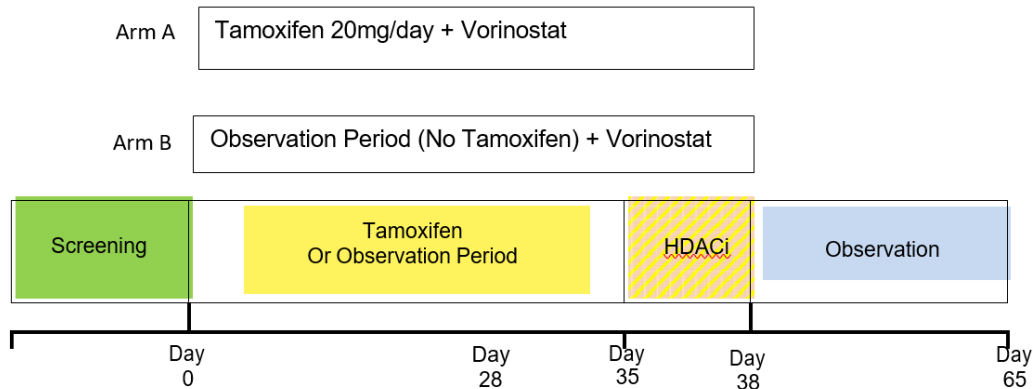 Arm A
Tamoxifen 20mg/day + Vorinostat
Arm B
Observation Period (No Tamoxifen) + Vorinostat
Screening
Tamoxifen
Or Observation Period
HDACi
Observation
Day
0
Day
28
Day
35
Day
38
Day
65